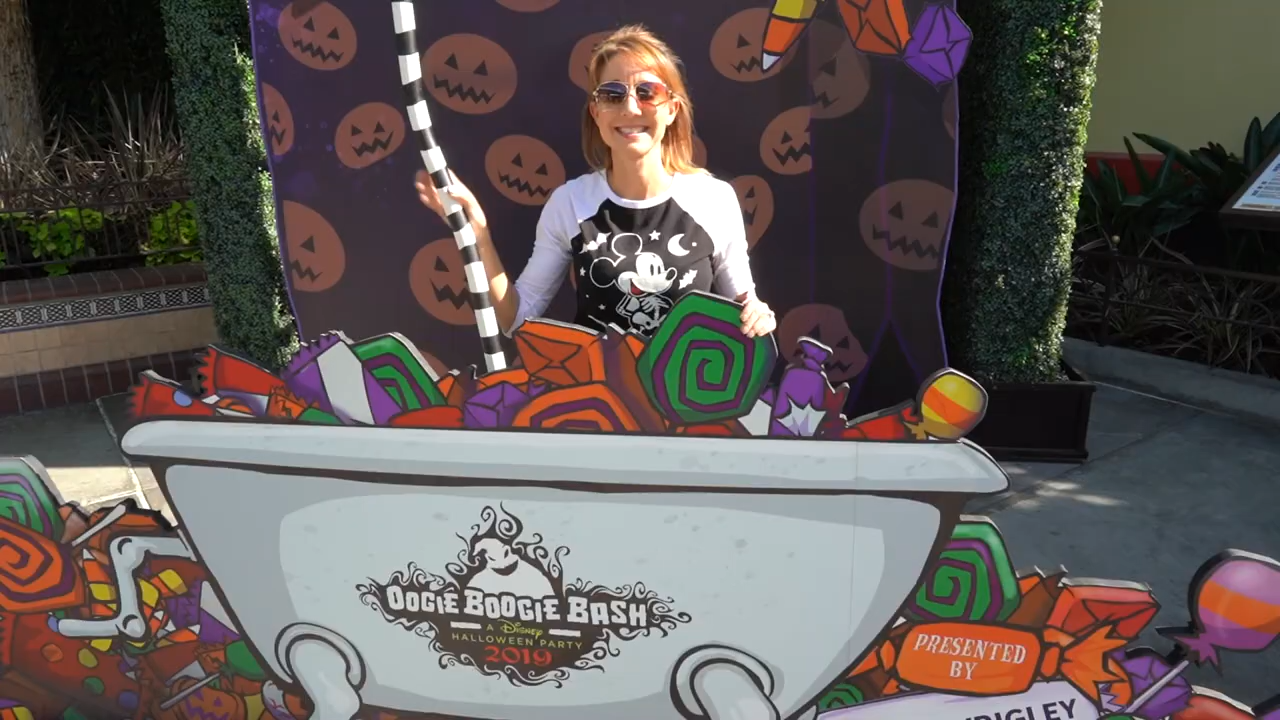 OOGIE BOOGIE BASH
A Disney
HALLOWEEN PARTY
2019
PRESENTED
BY